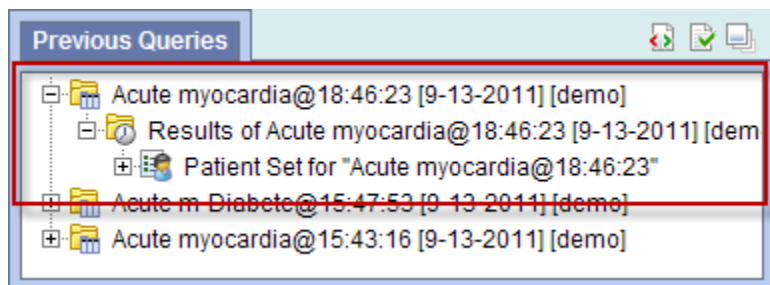 Previous Queries
Acute myocardia@18:46:23 [9-13-2011] [demo]
Results of Acute myocardia@18:46:23 [9-13-2011] [dem
Patient Set for "Acute myocardia@18:46:23"
Acute m-Diabete@15:47:53 [9-13-2011] [demo]
Acute myocardia@15:43:16 [9-13-2011] [demo]